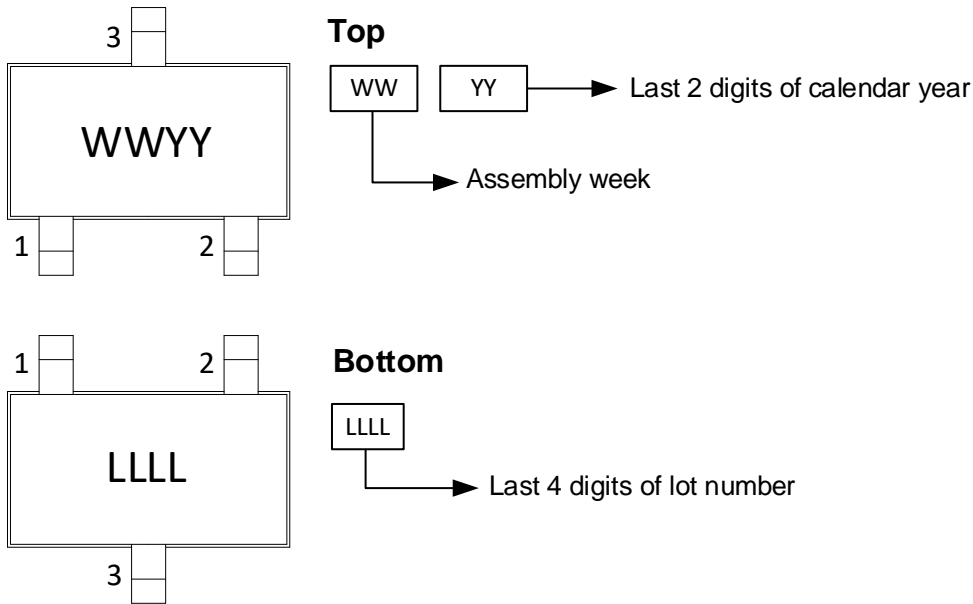 3
Top
WW YY Last 2 digits of calendar year
WWYY
Assembly week
1 2
1 2
Bottom
LLLL
LLLL
Last 4 digits of lot number
3